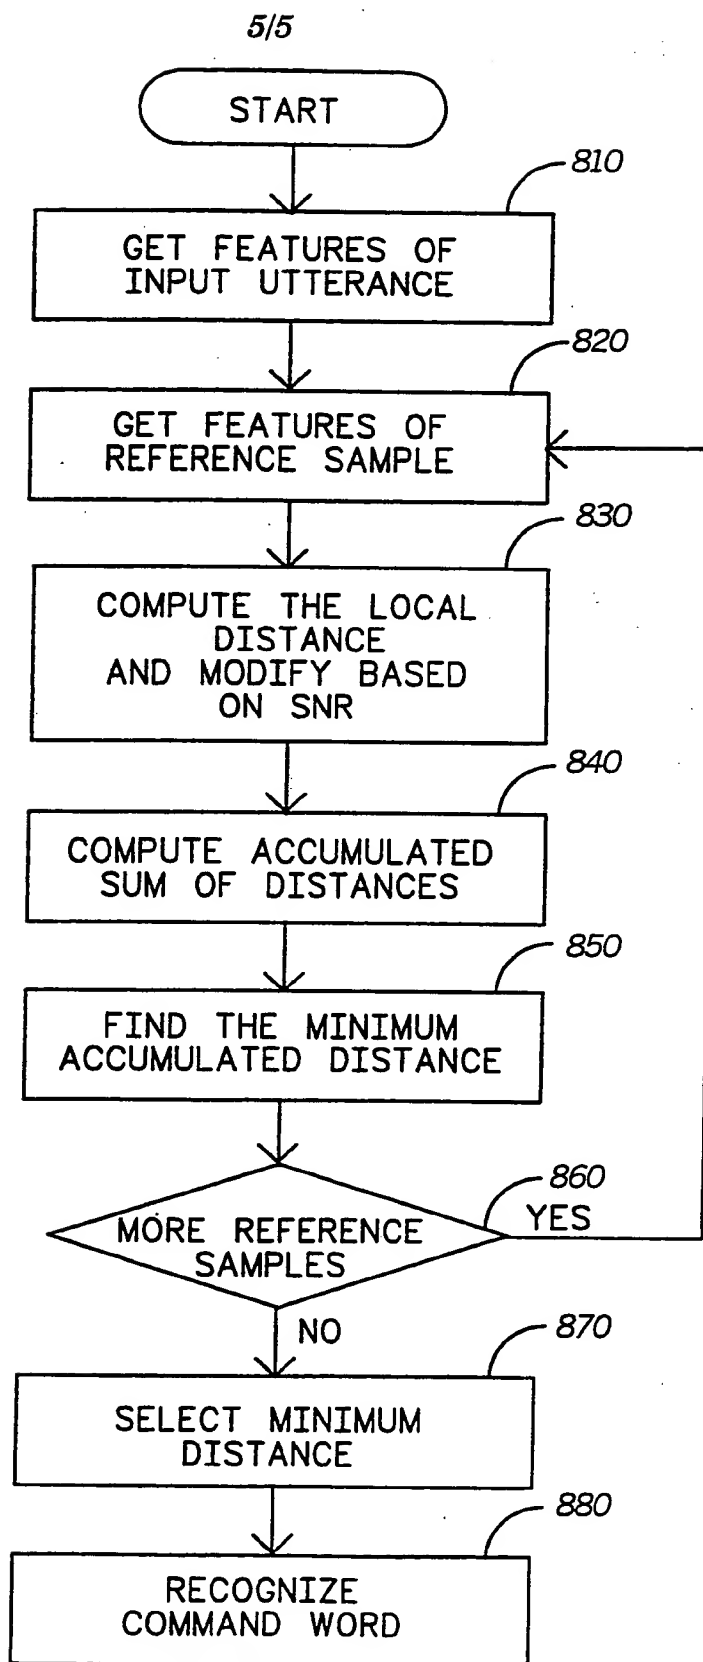 5/5
START
810
GET FEATURES OF
INPUT UTTERANCE
820
GET FEATURES OF
REFERENCE SAMPLE
830
COMPUTE THE LOCAL
DISTANCE
AND MODIFY BASED
ON SNR
840
COMPUTE ACCUMULATED
SUM OF DISTANCES
850
FIND THE MINIMUM
ACCUMULATED DISTANCE
860
YES
MORE REFERENCE
SAMPLES
NO
870
SELECT MINIMUM
DISTANCE
880
RECOGNIZE
COMMAND WORD